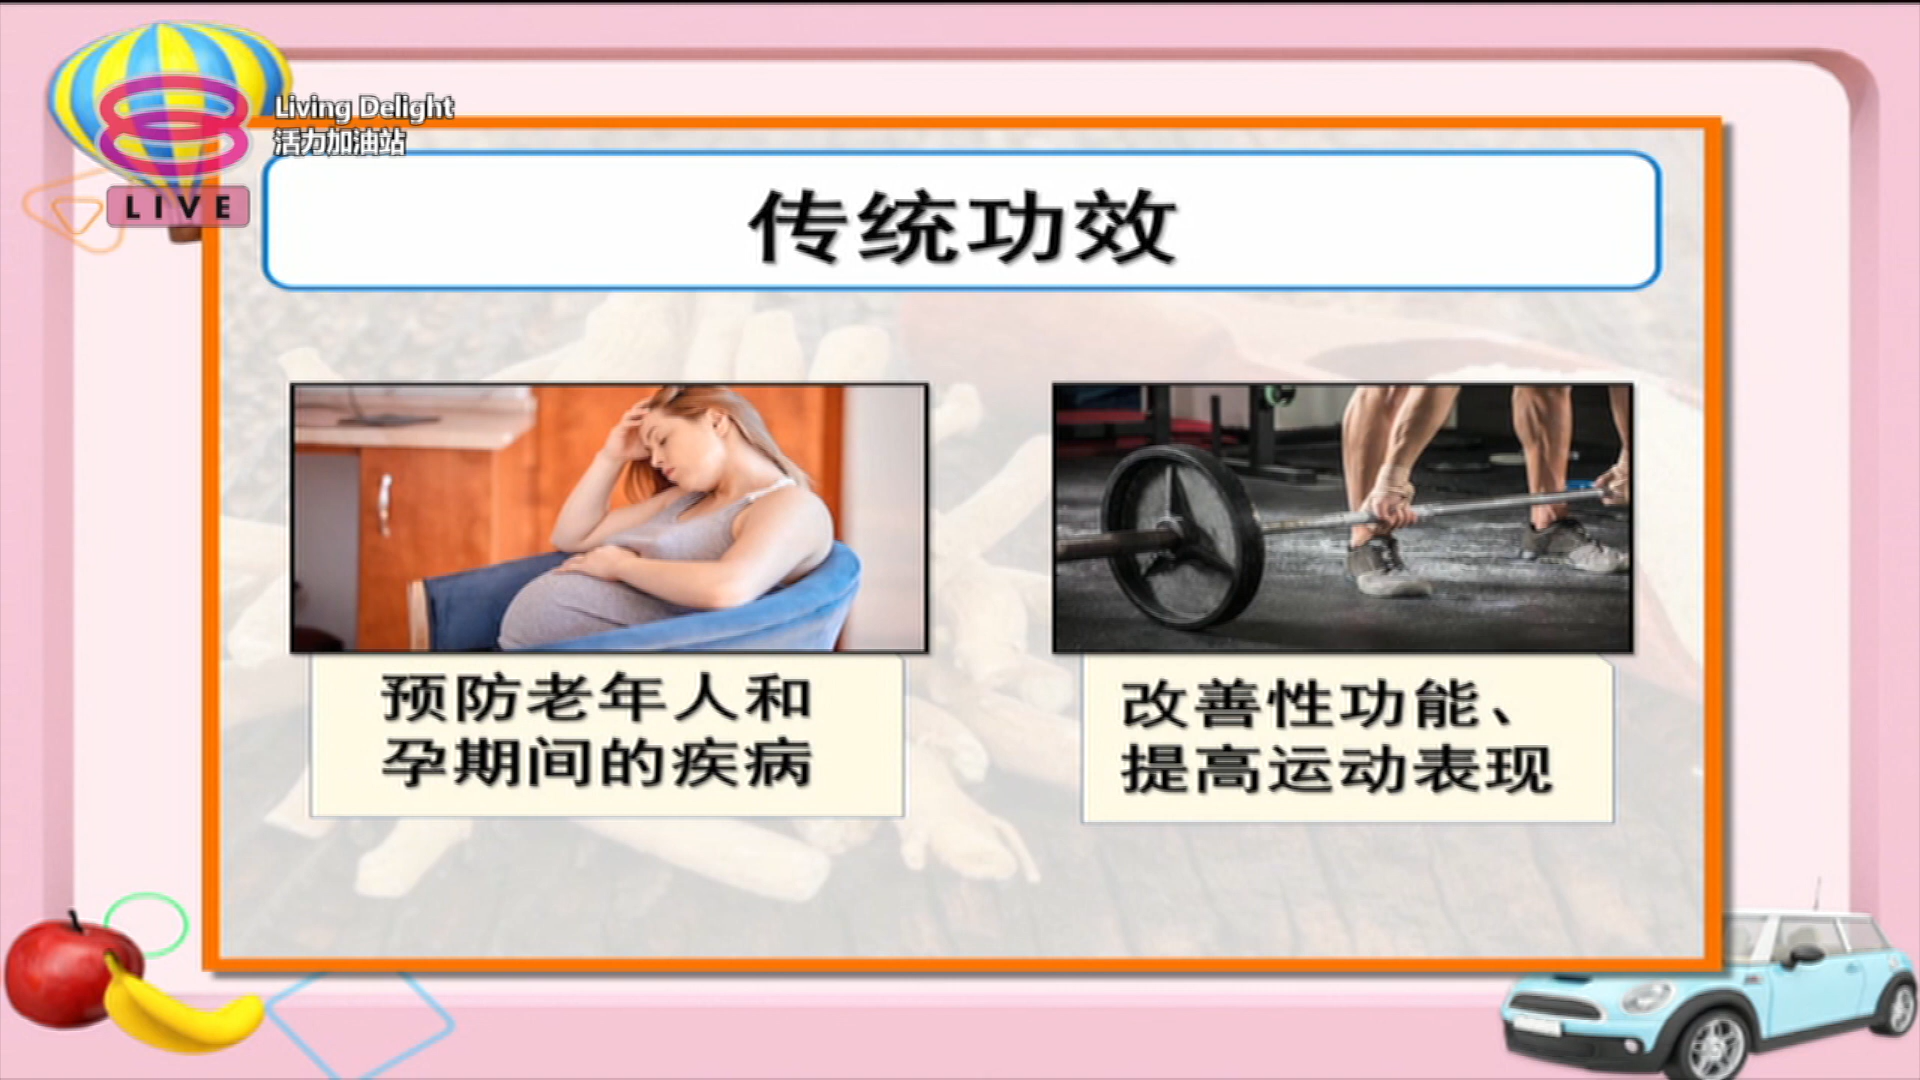 Living Delight
活力加油站
LIVE
传统功效
预防老年人和
孕期间的疾病
改善性功能、
提高运动表现